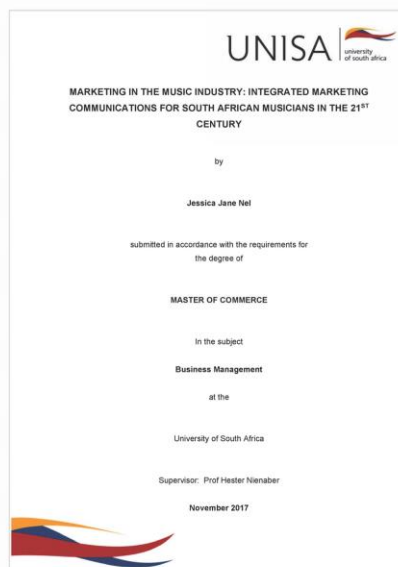 UNISA
university
of south africa
MARKETING IN THE MUSIC INDUSTRY: INTEGRATED MARKETING
COMMUNICATIONS FOR SOUTH AFRICAN MUSICIANS IN THE 21ST
CENTURY
by
Jessica Jane Nel
submitted in accordance with the requirements for
the degree of
MASTER OF COMMERCE
In the subject
Business Management
at the
University of South Africa
Supervisor: Prof Hester Nienaber
November 2017